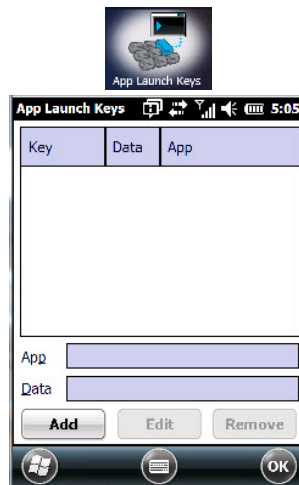 App Launch Keys
App Launch Keys 5:05
Key Data App
App
Data
Add Edit Remove
OK